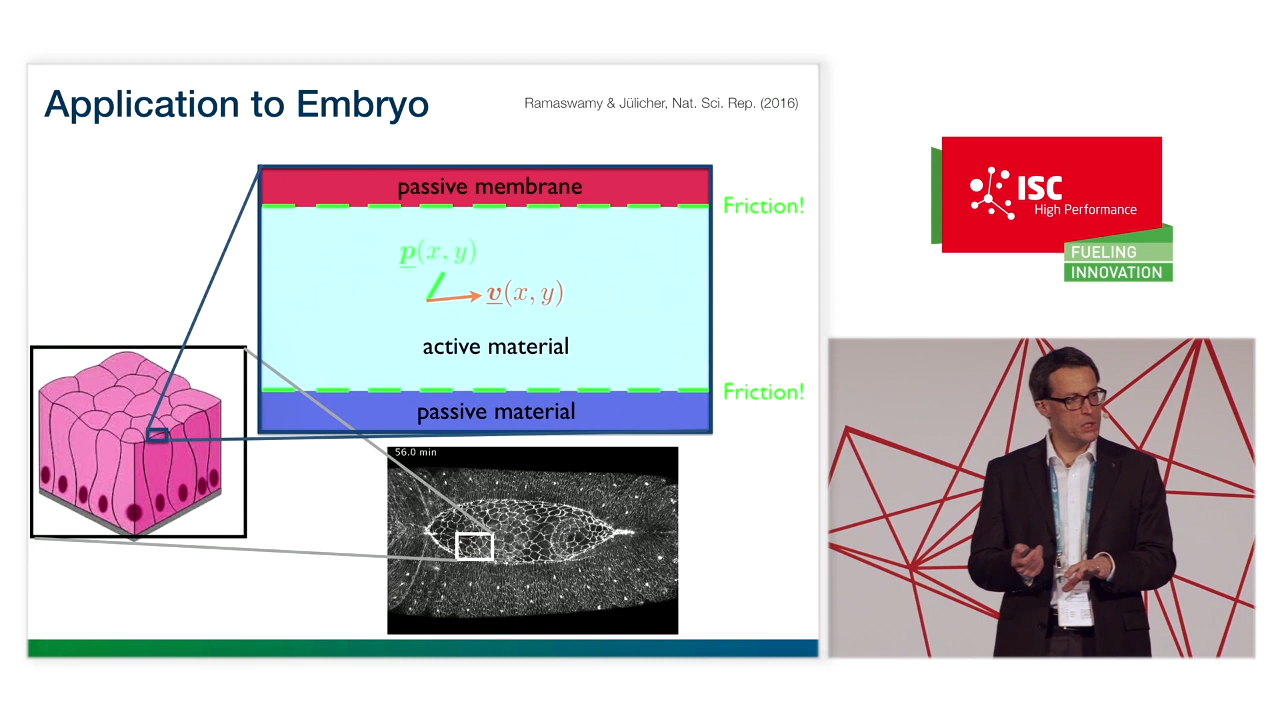 Application to Embryo
Ramaswamy & Jülicher, Nat. Sci. Rep. (2016)
passive membrane
Friction!
p(x, y)
v(x, y)
active material
Friction!
passive material
56.0 min
ISC
High Performance
FUELING
INNOVATION